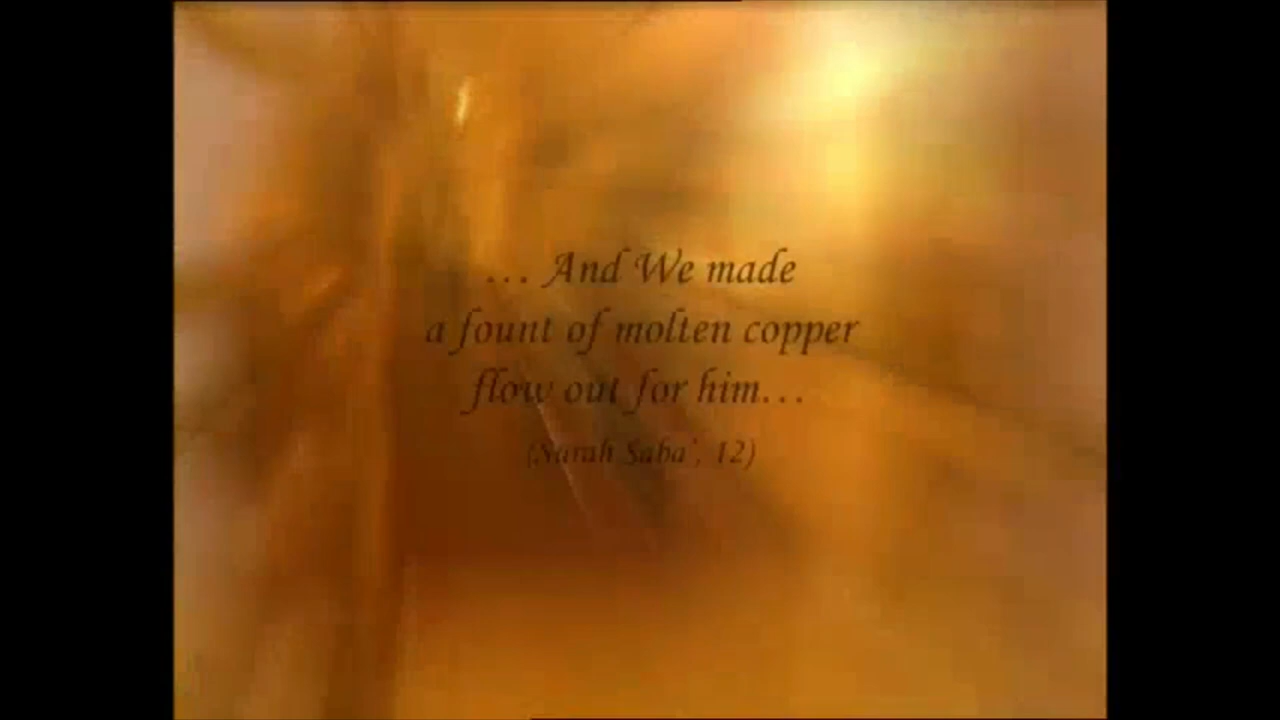 ... And We made
a fount of molten copper
flow out for him...
(Surah Saba', 12)